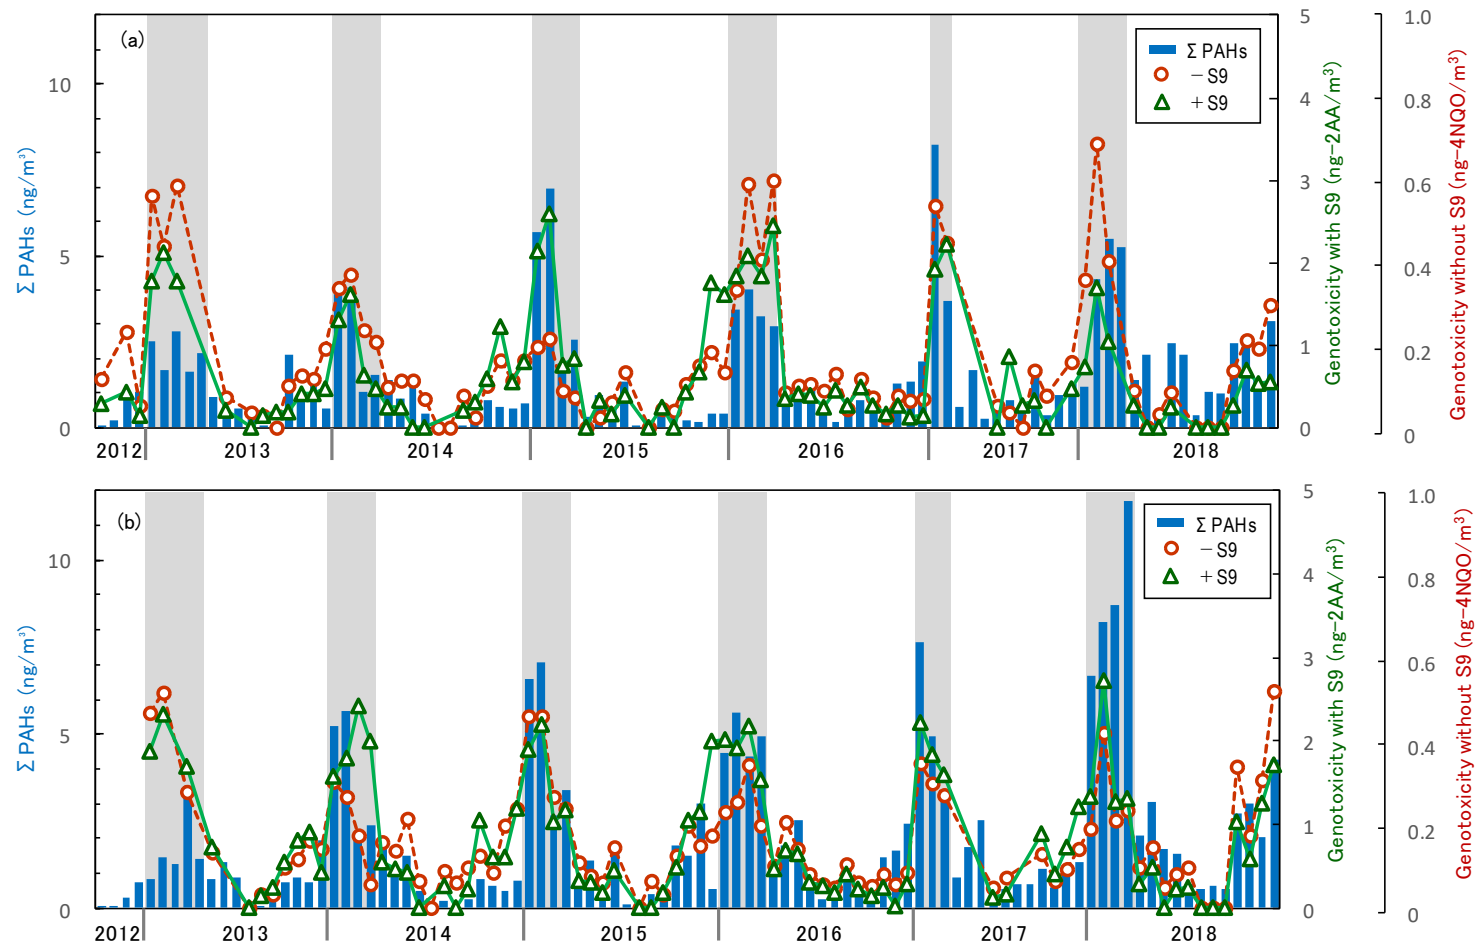 (a)
Σ PAHs
－S9
＋S9
Σ PAHs (ng/m³)
10
5
0
5
4
3
2
1
0
Genotoxicity with S9 (ng-2AA/m³)
1.0
0.8
0.6
0.4
0.2
0
Genotoxicity without S9 (ng-4NQO/m³)
2012 2013 2014 2015 2016 2017 2018
(b)
Σ PAHs
－S9
＋S9
Σ PAHs (ng/m³)
10
5
0
5
4
3
2
1
0
Genotoxicity with S9 (ng-2AA/m³)
1.0
0.8
0.6
0.4
0.2
0
Genotoxicity without S9 (ng-4NQO/m³)
2012 2013 2014 2015 2016 2017 2018